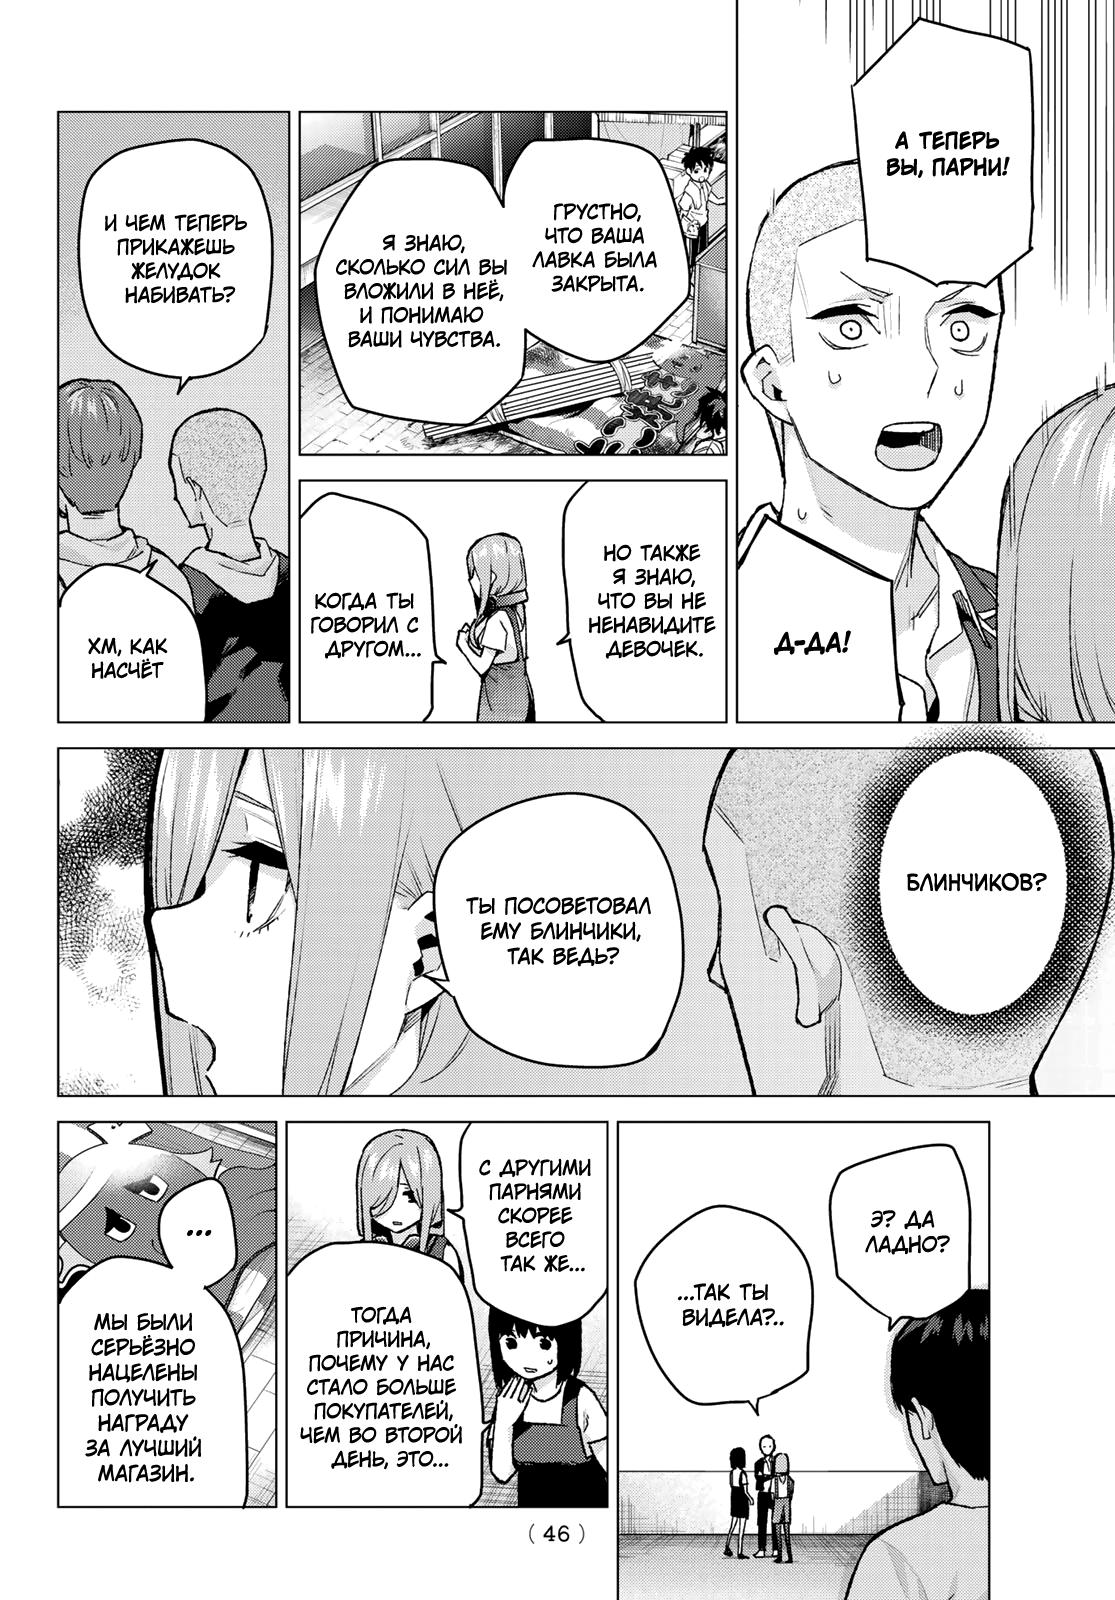 А ТЕПЕРЬ
ВЫ, ПАРНИ!
Д-ДА!
ГРУСТНО,
ЧТО ВАША
ЛАВКА БЫЛА
ЗАКРЫТА.
Я ЗНАЮ,
СКОЛЬКО СИЛ ВЫ
ВЛОЖИЛИ В НЕЁ,
И ПОНИМАЮ
ВАШИ ЧУВСТВА.
НО ТАКЖЕ
Я ЗНАЮ,
ЧТО ВЫ НЕ
НЕНАВИДИТЕ
ДЕВОЧЕК.
КОГДА ТЫ
ГОВОРИЛ С
ДРУГОМ...
И ЧЕМ ТЕПЕРЬ
ПРИКАЖЕШЬ
ЖЕЛУДОК
НАБИВАТЬ?
ХМ, КАК
НАСЧЁТ
БЛИНЧИКОВ?
ТЫ ПОСОВЕТОВАЛ
ЕМУ БЛИНЧИКИ,
ТАК ВЕДЬ?
Э? ДА
ЛАДНО?
...ТАК ТЫ
ВИДЕЛА?..
С ДРУГИМИ
ПАРНЯМИ
СКОРЕЕ
ВСЕГО
ТАК ЖЕ...
ТОГДА
ПРИЧИНА,
ПОЧЕМУ У НАС
СТАЛО БОЛЬШЕ
ПОКУПАТЕЛЕЙ,
ЧЕМ ВО ВТОРОЙ
ДЕНЬ, ЭТО...
...
МЫ БЫЛИ
СЕРЬЁЗНО
НАЦЕЛЕНЫ
ПОЛУЧИТЬ
НАГРАДУ
ЗА ЛУЧШИЙ
МАГАЗИН.
( 46 )